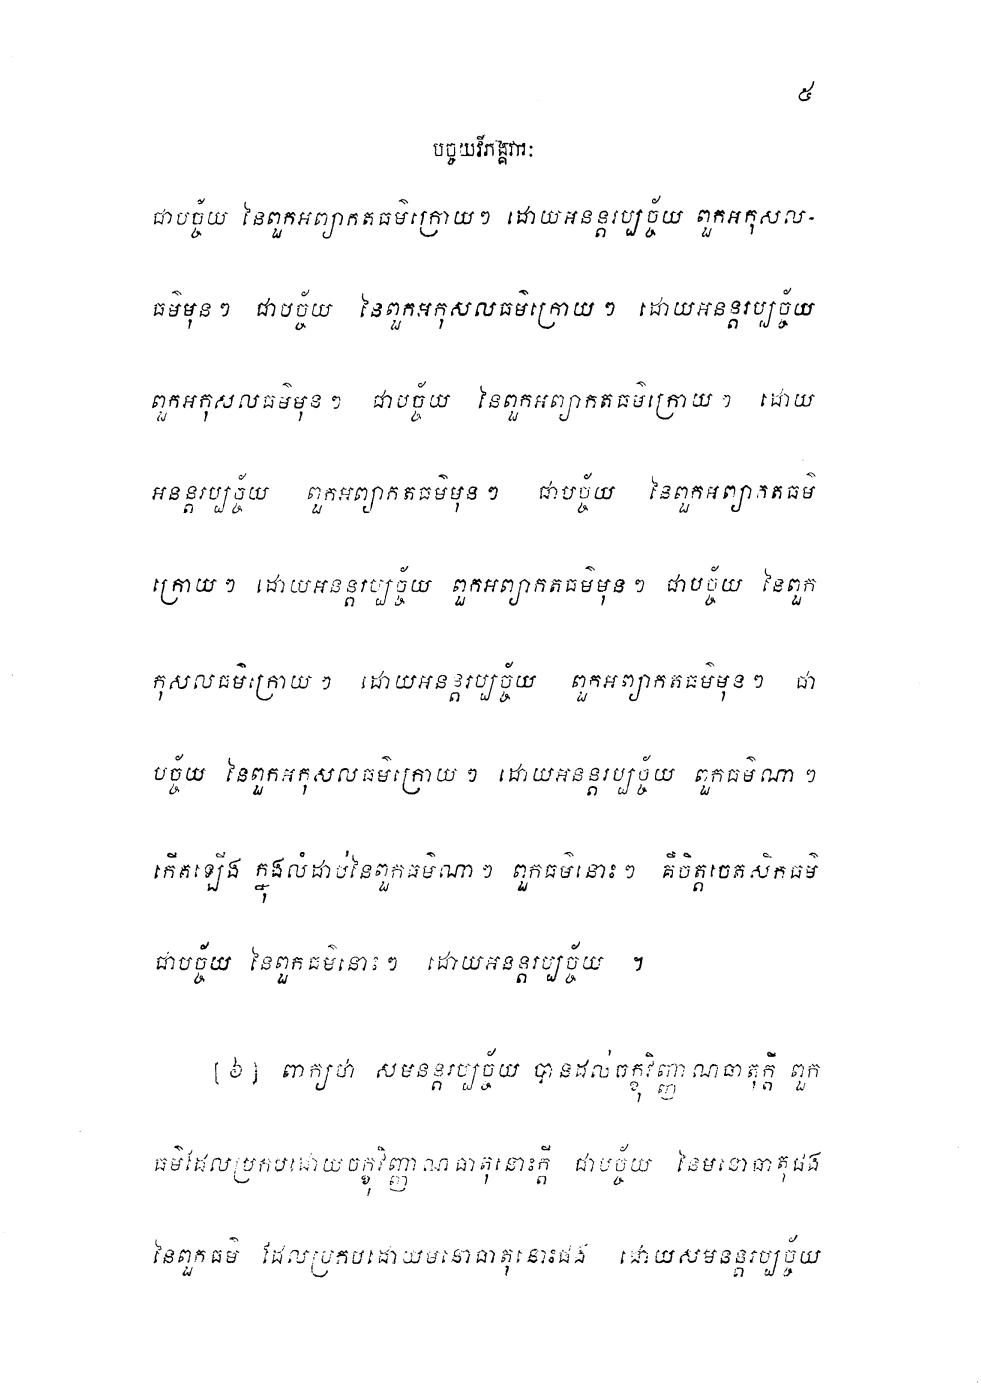 ៥
បច្ចយវិភង្គវារៈ
ជាបច្ច័យ នៃពួកអព្យាកតធម៌ក្រោយៗ ដោយអនន្តរប្បច្ច័យ ពួកអកុសល-
ធម៌មុនៗ ជាបច្ច័យ នៃពួកអកុសលធម៌ក្រោយៗ ដោយអនន្តរប្បច្ច័យ
ពួកអកុសលធម៌មុនៗ ជាបច្ច័យ នៃពួកអព្យាកតធម៌ក្រោយៗ ដោយ
អនន្តរប្បច្ច័យ ពួកអព្យាកតធម៌មុនៗ ជាបច្ច័យ នៃពួកអព្យាកតធម៌
ក្រោយៗ ដោយអនន្តរប្បច្ច័យ ពួកអព្យាកតធម៌មុនៗ ជាបច្ច័យ នៃពួក
កុសលធម៌ក្រោយៗ ដោយអនន្តរប្បច្ច័យ ពួកអព្យាកតធម៌មុនៗ ជា
បច្ច័យ នៃពួកអកុសលធម៌ក្រោយៗ ដោយអនន្តរប្បច្ច័យ ពួកធម៌ណាៗ
កើតឡើង ក្នុងលំដាប់នៃពួកធម៌ណាៗ ពួកធម៌នោះៗ គឺចិត្តចេតសិកធម៌
ជាបច្ច័យ នៃពួកធម៌នោះៗ ដោយអនន្តរប្បច្ច័យ ។
[៦] ពាក្យថា សមនន្តរប្បច្ច័យ បានដល់ចក្ខុវិញ្ញាណធាតុក្តី ពួក
ធម៌ដែលប្រកបដោយចក្ខុវិញ្ញាណធាតុនោះក្តី ជាបច្ច័យ នៃមនោធាតុផង
នៃពួកធម៌ ដែលប្រកបដោយមនោធាតុនោះផង ដោយសមនន្តរប្បច្ច័យ